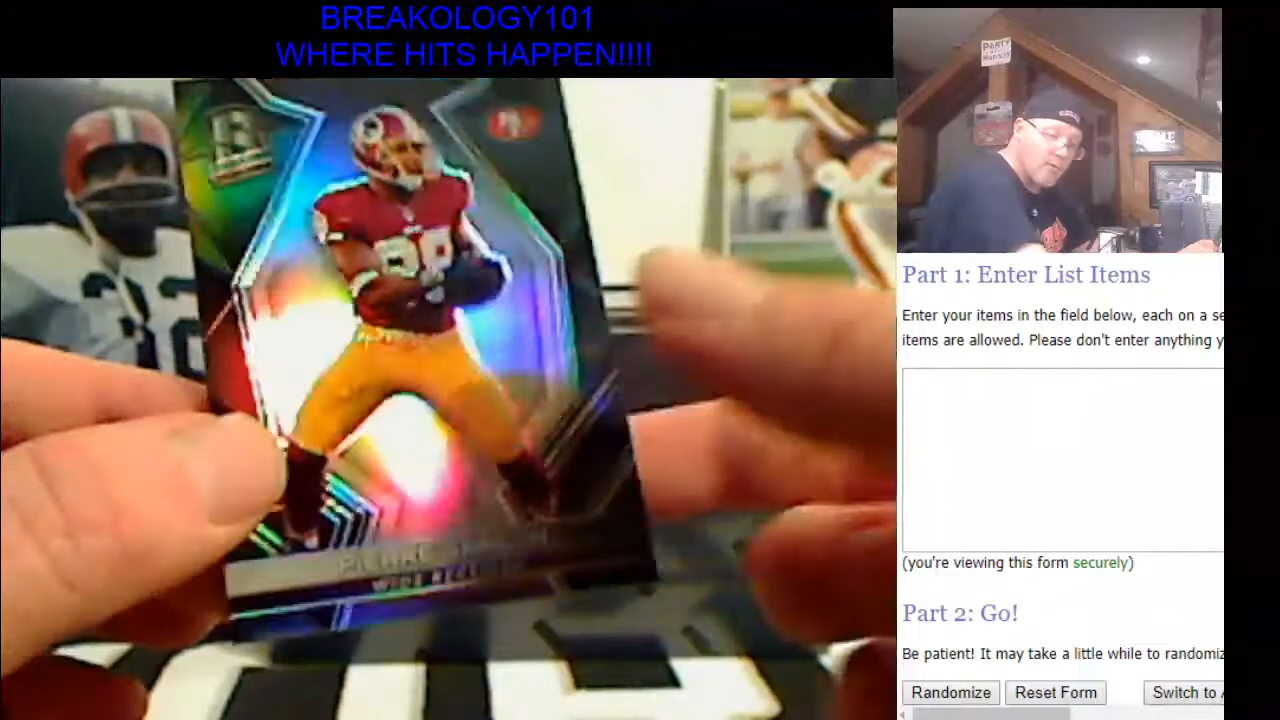 BREAKOLOGY101
WHERE HITS HAPPEN!!!!
PARTY
Part 1: Enter List Items
Enter your items in the field below, each on a se
items are allowed. Please don't enter anything y
(you're viewing this form securely)
Part 2: Go!
Be patient! It may take a little while to randomiz
Randomize
Reset Form
Switch to